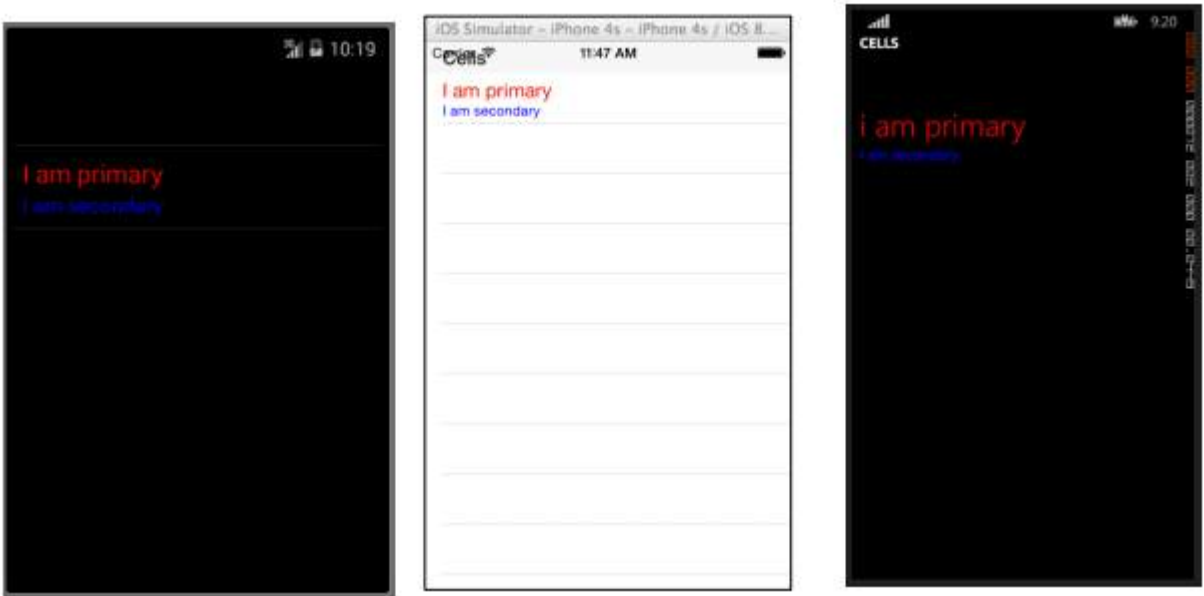 10:19
I am primary
I am secondary
iOS Simulator - iPhone 4s - iPhone 4s / iOS 8....
Carrier
Cells
11:47 AM
I am primary
I am secondary
9:20
CELLS
i am primary
I am secondary